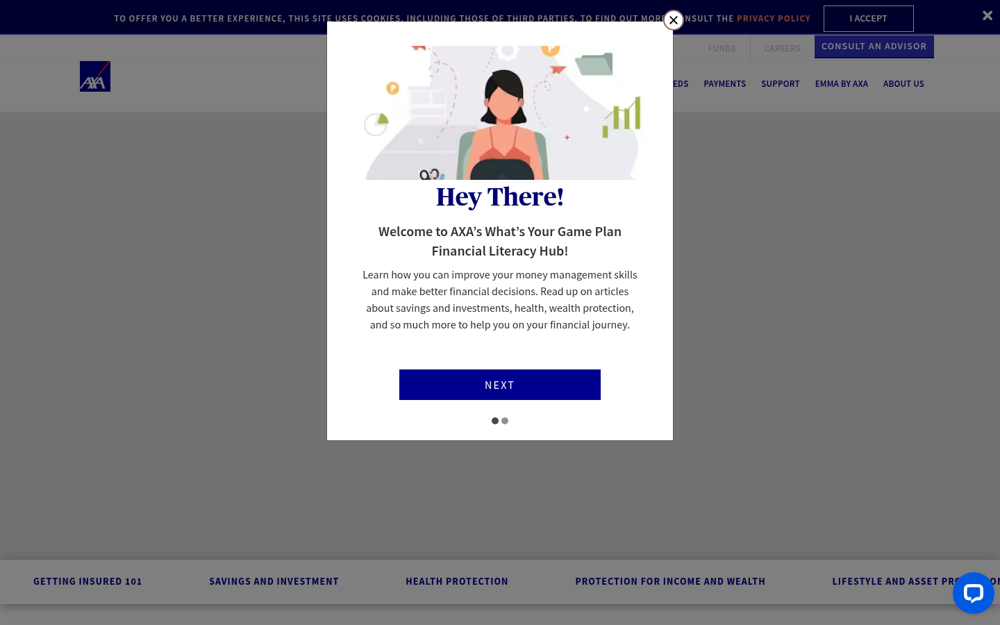 TO OFFER YOU A BETTER EXPERIENCE, THIS SITE USES COOKIES, INCLUDING THOSE OF THIRD PARTIES. TO FIND OUT MORE NSULT THE PRIVACY POLICY
I ACCEPT
FUNDS
CAREERS
CONSULT AN ADVISOR
AXA
EDS
PAYMENTS
SUPPORT
EMMA BY AXA
ABOUT US
Hey There!
Welcome to AXA’s What’s Your Game Plan
Financial Literacy Hub!
Learn how you can improve your money management skills
and make better financial decisions. Read up on articles
about savings and investments, health, wealth protection,
and so much more to help you on your financial journey.
NEXT
GETTING INSURED 101
SAVINGS AND INVESTMENT
HEALTH PROTECTION
PROTECTION FOR INCOME AND WEALTH
LIFESTYLE AND ASSET